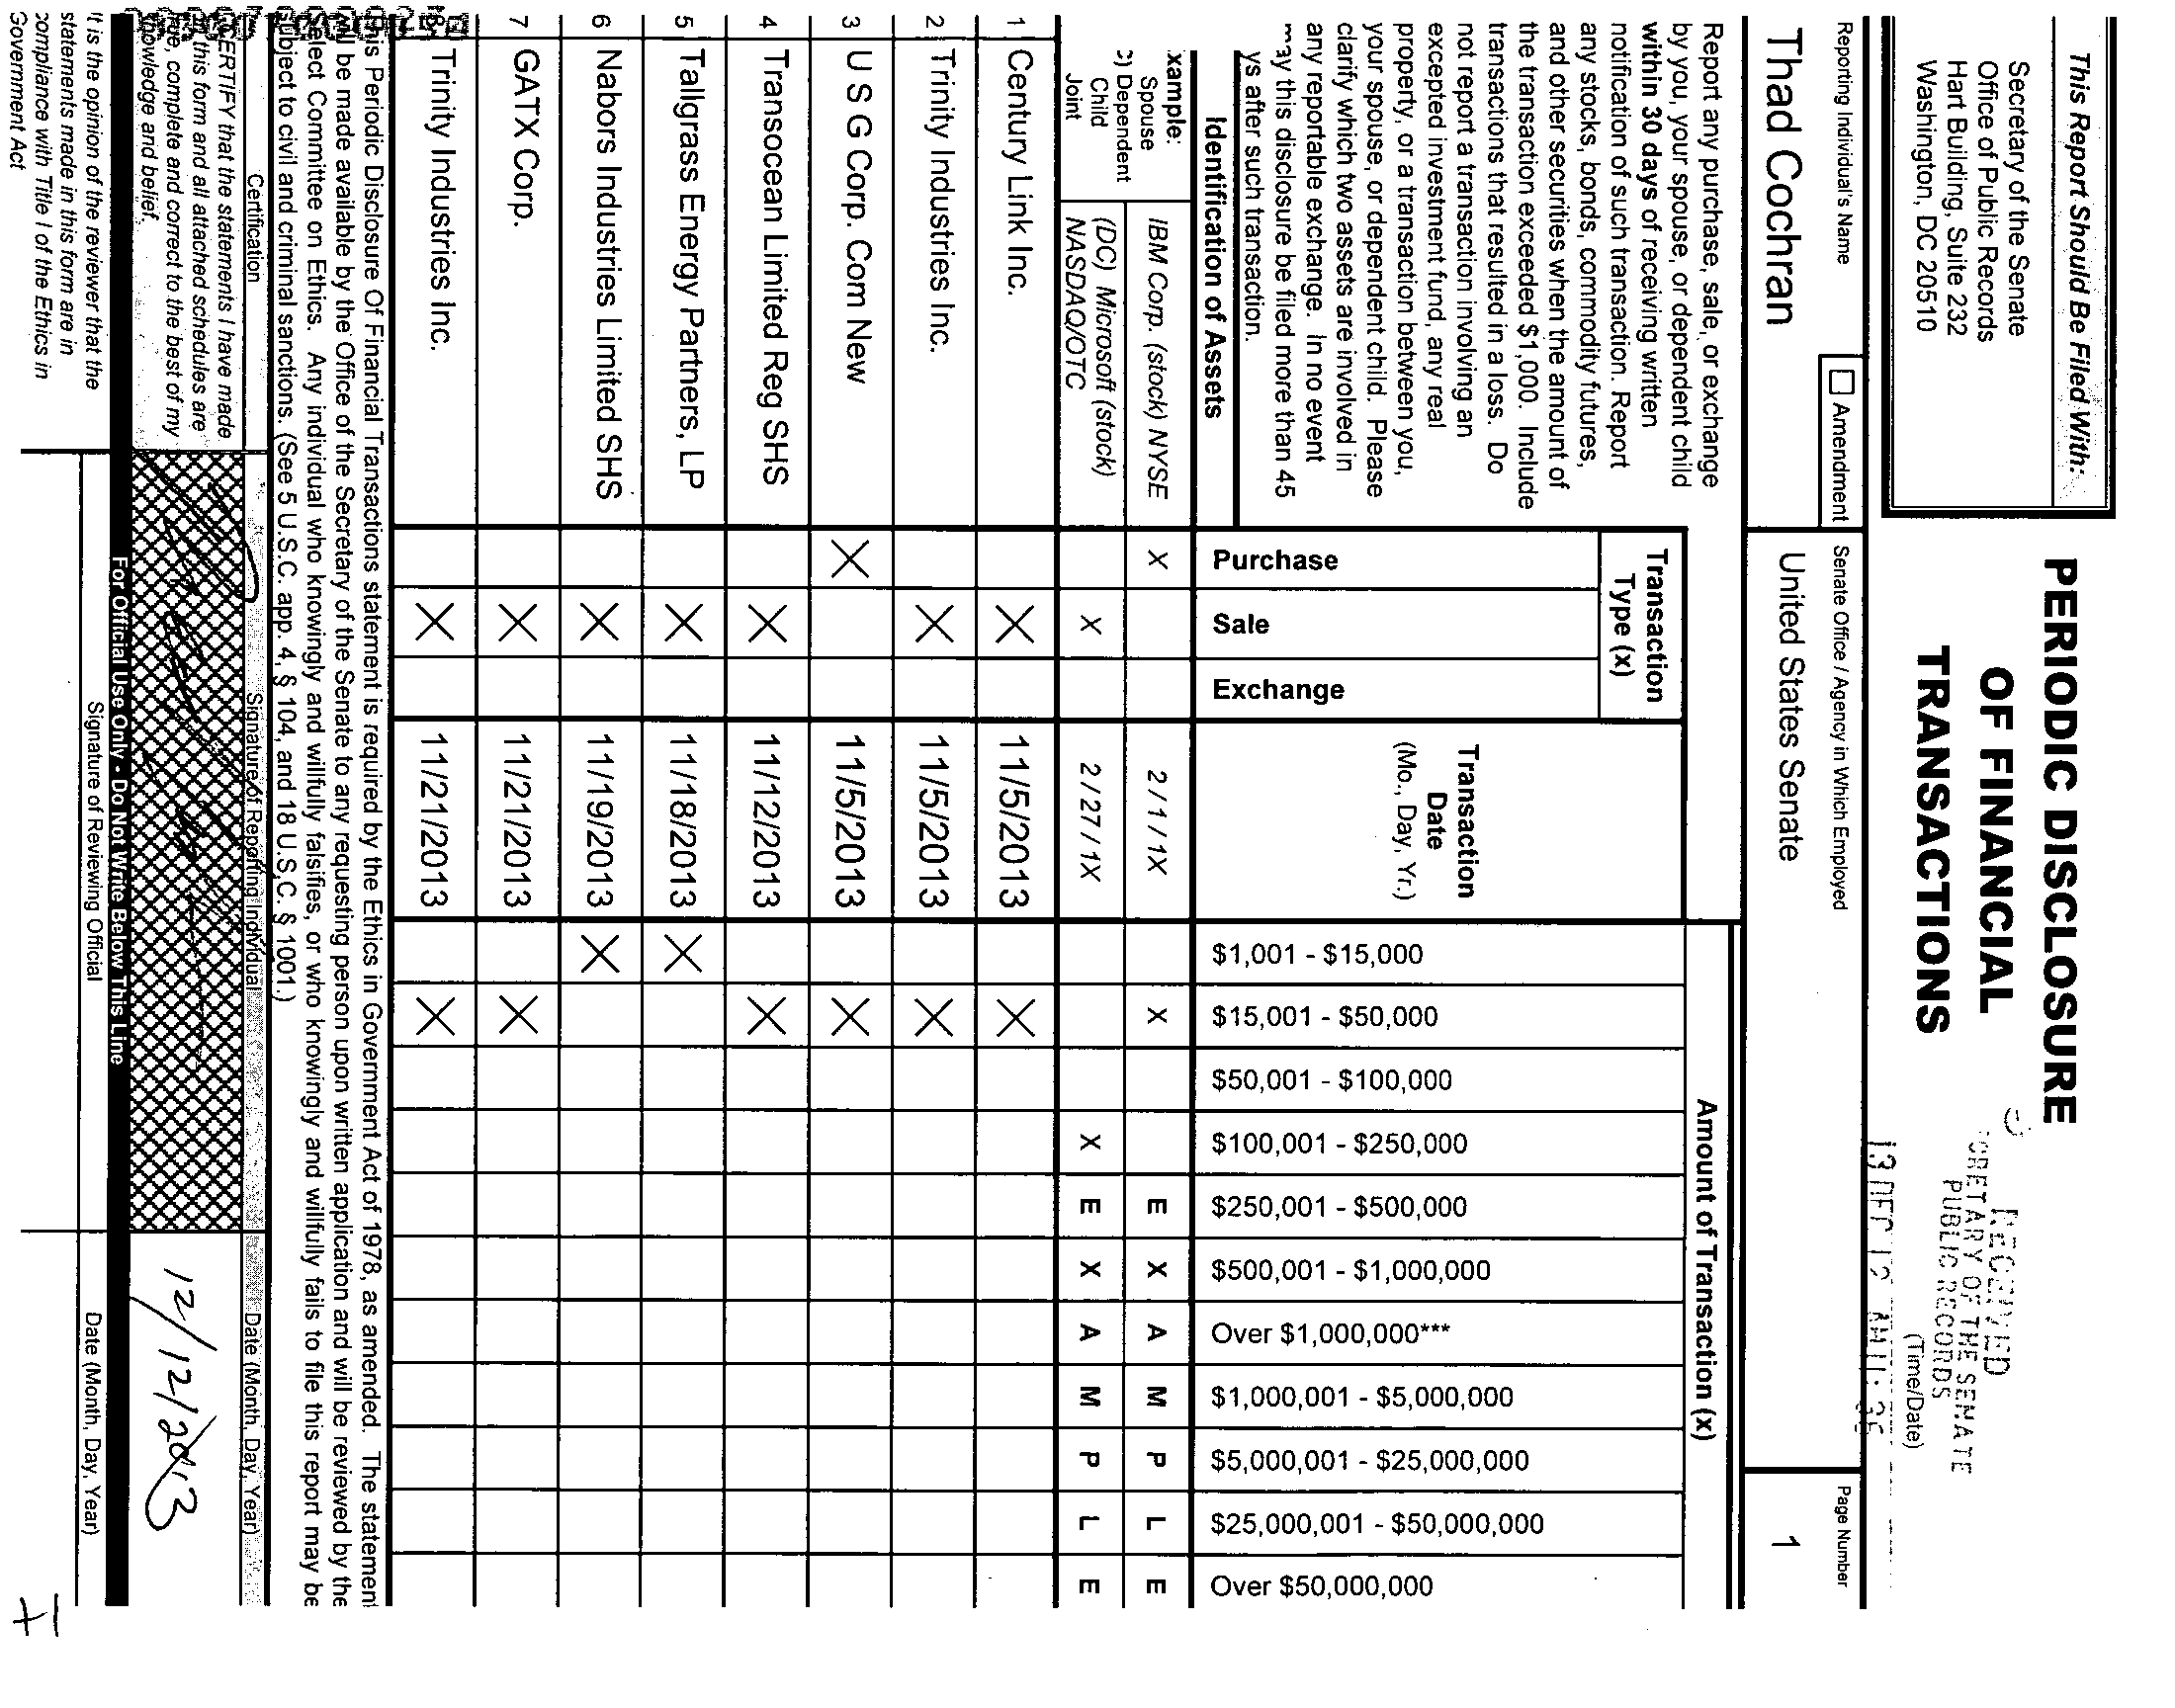 This Report Should Be Filed With:
Secretary of the Senate
Office of Public Records
Hart Building, Suite 232
Washington, DC 20510
PERIODIC DISCLOSURE
OF FINANCIAL
TRANSACTIONS
RECEIVED
CRETARY OF THE SENATE
PUBLIC RECORDS
(Time/Date)
13 DEC 12 AM 11: 35
Reporting Individual's Name
Amendment
Senate Office / Agency in Which Employed
Page Number
Thad Cochran
United States Senate
1
Report any purchase, sale, or exchange
by you, your spouse, or dependent child
within 30 days of receiving written
notification of such transaction. Report
any stocks, bonds, commodity futures,
and other securities when the amount of
the transaction exceeded $1,000. Include
transactions that resulted in a loss. Do
not report a transaction involving an
excepted investment fund, any real
property, or a transaction between you,
your spouse, or dependent child. Please
clarify which two assets are involved in
any reportable exchange. In no event
may this disclosure be filed more than 45
ys after such transaction.
Identification of Assets
Transaction
Type (x)
Purchase
Sale
Exchange
Transaction
Date
(Mo., Day, Yr.)
Amount of Transaction (x)
$1,001 - $15,000
$15,001 - $50,000
$50,001 - $100,000
$100,001 - $250,000
$250,001 - $500,000
$500,001 - $1,000,000
Over $1,000,000***
$1,000,001 - $5,000,000
$5,000,001 - $25,000,000
$25,000,001 - $50,000,000
Over $50,000,000
xample:
Spouse
C) Dependent
Child
Joint
IBM Corp. (stock) NYSE X 2 / 1 / 1X X E X A M P L E
(DC) Microsoft (stock)
NASDAQ/OTC X 2 / 27 / 1X X E X A M P L E
1 Century Link Inc. X 11/5/2013 X
2 Trinity Industries Inc. X 11/5/2013 X
3 U S G Corp. Com New X 11/5/2013 X
4 Transocean Limited Reg SHS X 11/12/2013 X
5 Tallgrass Energy Partners, LP X 11/18/2013 X
6 Nabors Industries Limited SHS X 11/19/2013 X
7 GATX Corp. X 11/21/2013 X
8 Trinity Industries Inc. X 11/21/2013 X
his Periodic Disclosure Of Financial Transactions statement is required by the Ethics in Government Act of 1978, as amended. The statement
ll be made available by the Office of the Secretary of the Senate to any requesting person upon written application and will be reviewed by the
elect Committee on Ethics. Any individual who knowingly and willfully falsifies, or who knowingly and willfully fails to file this report may be
ubject to civil and criminal sanctions. (See 5 U.S.C. app. 4, § 104, and 18 U.S.C. § 1001.)
Certification
Signature of Reporting Individual
Date (Month, Day, Year)
CERTIFY that the statements I have made
this form and all attached schedules are
ue, complete and correct to the best of my
nowledge and belief.
12/12/2013
For Official Use Only - Do Not Write Below This Line
It is the opinion of the reviewer that the
statements made in this form are in
compliance with Title I of the Ethics in
Government Act
Signature of Reviewing Official
Date (Month, Day, Year)